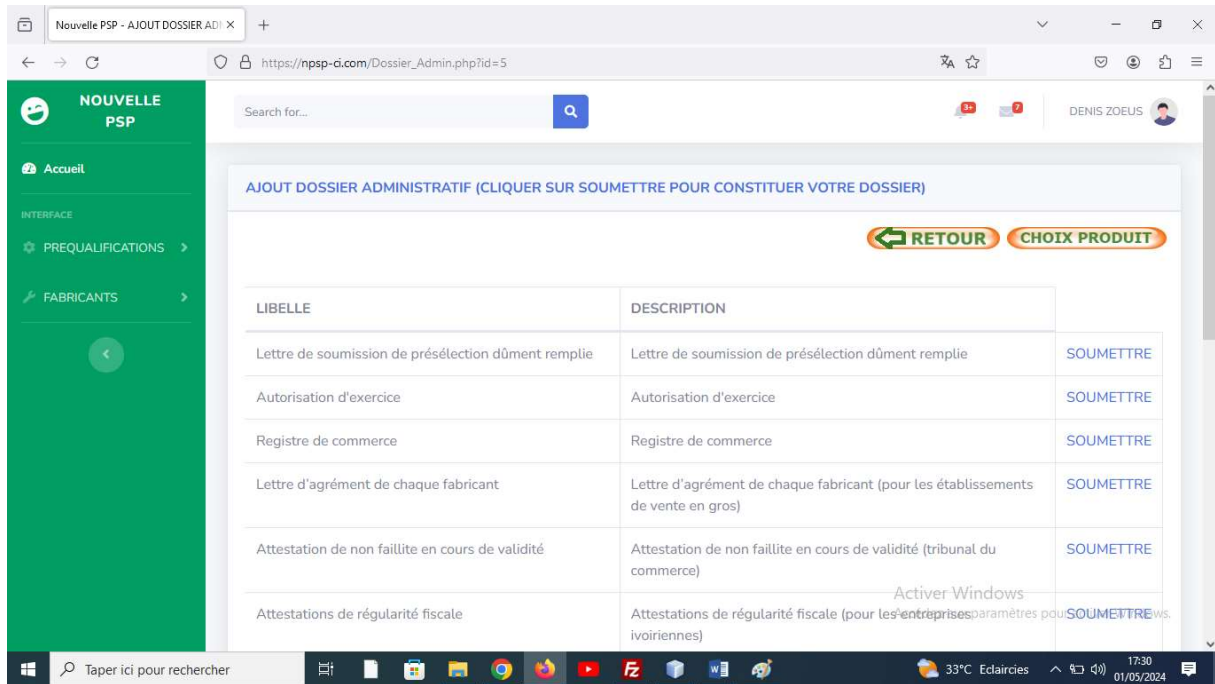 Nouvelle PSP - AJOUT DOSSIER ADI
https://npsp-ci.com/Dossier_Admin.php?id=5
NOUVELLE
PSP
Search for...
3+
7
DENIS ZOEUS
Accueil
INTERFACE
PREQUALIFICATIONS
FABRICANTS
AJOUT DOSSIER ADMINISTRATIF (CLIQUER SUR SOUMETTRE POUR CONSTITUER VOTRE DOSSIER)
RETOUR
CHOIX PRODUIT
LIBELLE DESCRIPTION
Lettre de soumission de présélection dûment remplie Lettre de soumission de présélection dûment remplie SOUMETTRE
Autorisation d'exercice Autorisation d'exercice SOUMETTRE
Registre de commerce Registre de commerce SOUMETTRE
Lettre d'agrément de chaque fabricant Lettre d'agrément de chaque fabricant (pour les établissements SOUMETTRE
de vente en gros)
Attestation de non faillite en cours de validité Attestation de non faillite en cours de validité (tribunal du SOUMETTRE
commerce)
Activer Windows
Attestations de régularité fiscale Attestations de régularité fiscale (pour les entreprises SOUMETTRE
paramètres
ivoiriennes)
Taper ici pour rechercher
33°C Eclaircies
17:30
01/05/2024